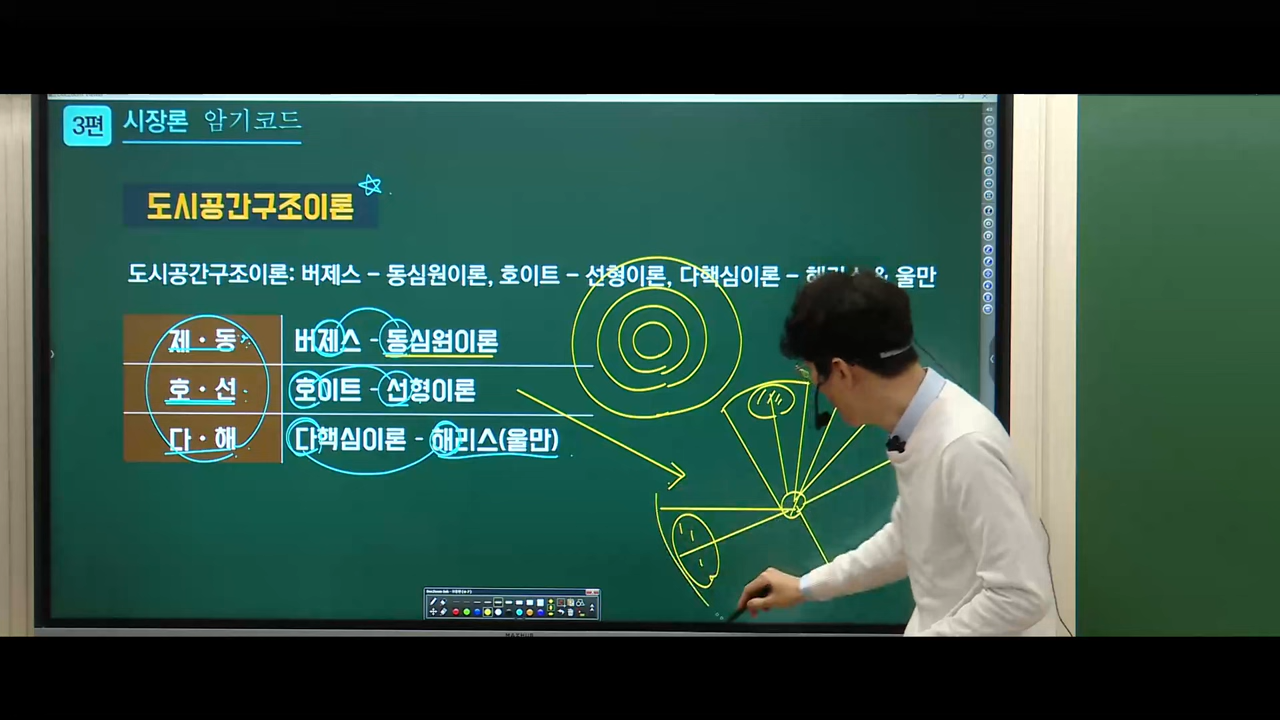 3편 시장론 암기코드
도시공간구조이론
도시공간구조이론: 버제스 - 동심원이론, 호이트 - 선형이론, 다핵심이론 - 해리스 & 울만
제·동 버제스 - 동심원이론
호·선 호이트 - 선형이론
다·해 다핵심이론 - 해리스(울만)